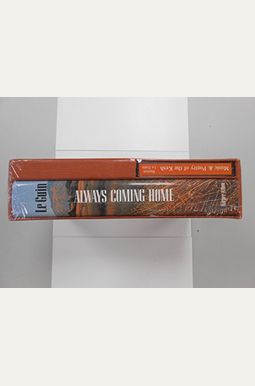 Music & Poetry of the Kesh
Le Guin
ALWAYS COMING HOME